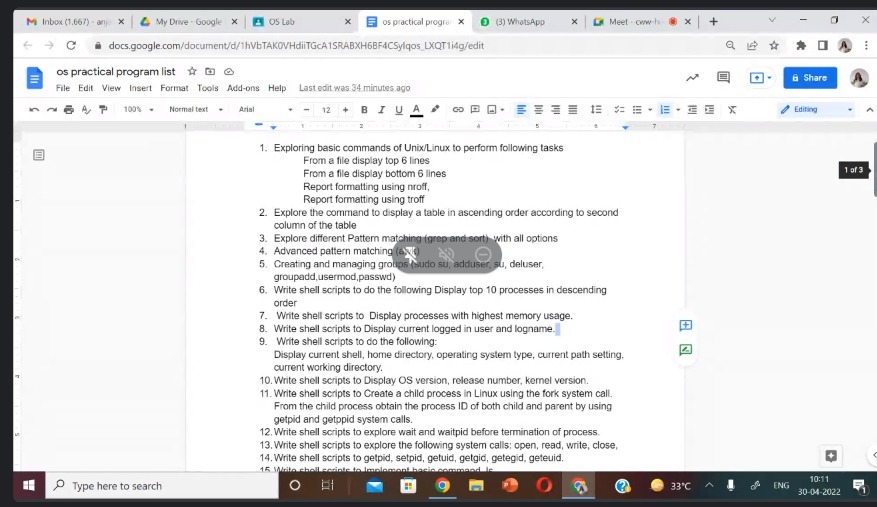 Inbox (1,667) - anje
My Drive - Google
OS Lab
os practical program
(3) WhatsApp
Meet - cww-h
docs.google.com/document/d/
os practical program list
File Edit View Insert Format Tools Add-ons Help Last edit was 34 minutes ago
Share
100% Normal text Arial 12 Editing
1. Exploring basic commands of Unix/Linux to perform following tasks
From a file display top 6 lines
From a file display bottom 6 lines
Report formatting using nroff,
Report formatting using troff
2. Explore the command to display a table in ascending order according to second
column of the table
3. Explore different Pattern matching (grep and sort) with all options
4. Advanced pattern matching
5. Creating and managing groups (sudo su, adduser, su, deluser,
groupadd,usermod,passwd)
6. Write shell scripts to do the following Display top 10 processes in descending
order
7. Write shell scripts to Display processes with highest memory usage.
8. Write shell scripts to Display current logged in user and logname.
9. Write shell scripts to do the following:
Display current shell, home directory, operating system type, current path setting,
current working directory.
10. Write shell scripts to Display OS version, release number, kernel version.
11. Write shell scripts to Create a child process in Linux using the fork system call.
From the child process obtain the process ID of both child and parent by using
getpid and getppid system calls.
12. Write shell scripts to explore wait and waitpid before termination of process.
13. Write shell scripts to explore the following system calls: open, read, write, close,
14. Write shell scripts to getpid, setpid, getuid, getgid, getegid, geteuid.
15. Write shell scripts to Implement basic command ls
1 of 3
Type here to search
33°C
ENG
10:11
30-04-2022